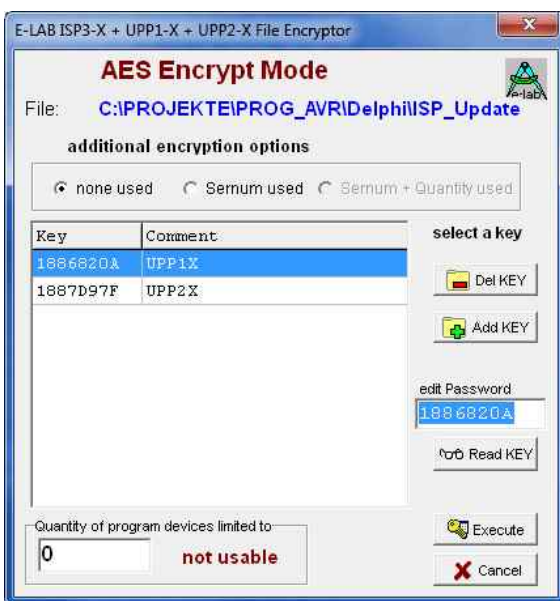 E-LAB ISP3-X + UPP1-X + UPP2-X File Encryptor
AES Encrypt Mode
e-lab
File: C:\PROJEKTE\PROG_AVR\Delphi\ISP_Update
additional encryption options
none used Sernum used Sernum + Quantity used
Key Comment
1886820A UPP1X
1887D97F UPP2X
select a key
Del KEY
Add KEY
edit Password
1886820A
Read KEY
Quantity of program devices limited to
0 not usable
Execute
Cancel